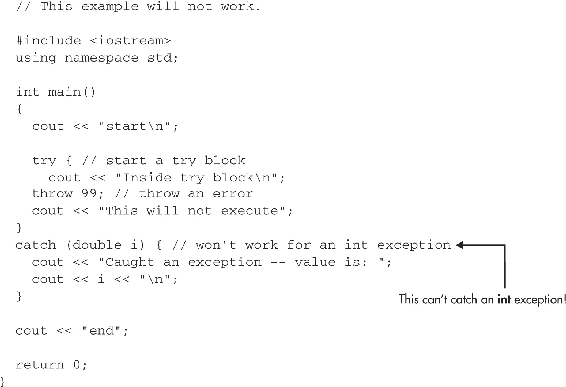 // This example will not work.
#include <iostream>
using namespace std;
int main()
{
cout << "start\n";
try { // start a try block
cout << "Inside try block\n";
throw 99; // throw an error
cout << "This will not execute";
}
catch (double i) { // won't work for an int exception
cout << "Caught an exception -- value is: ";
cout << i << "\n";
}
This can't catch an int exception!
cout << "end";
return 0;
}